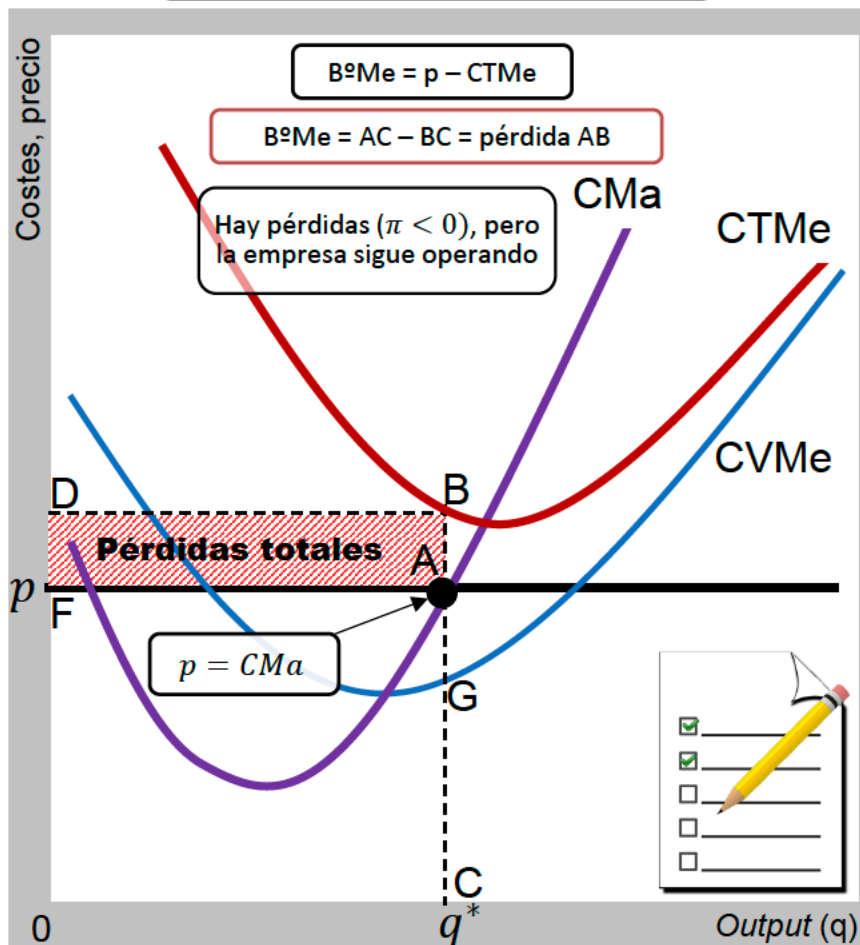 Costes, precio
BºMe = p – CTMe
BºMe = AC – BC = pérdida AB
Hay pérdidas (π < 0), pero
la empresa sigue operando
CMa
CTMe
CVMe
D
B
Pérdidas totales
A
p
F
p = CMa
G
C
0
q*
Output (q)